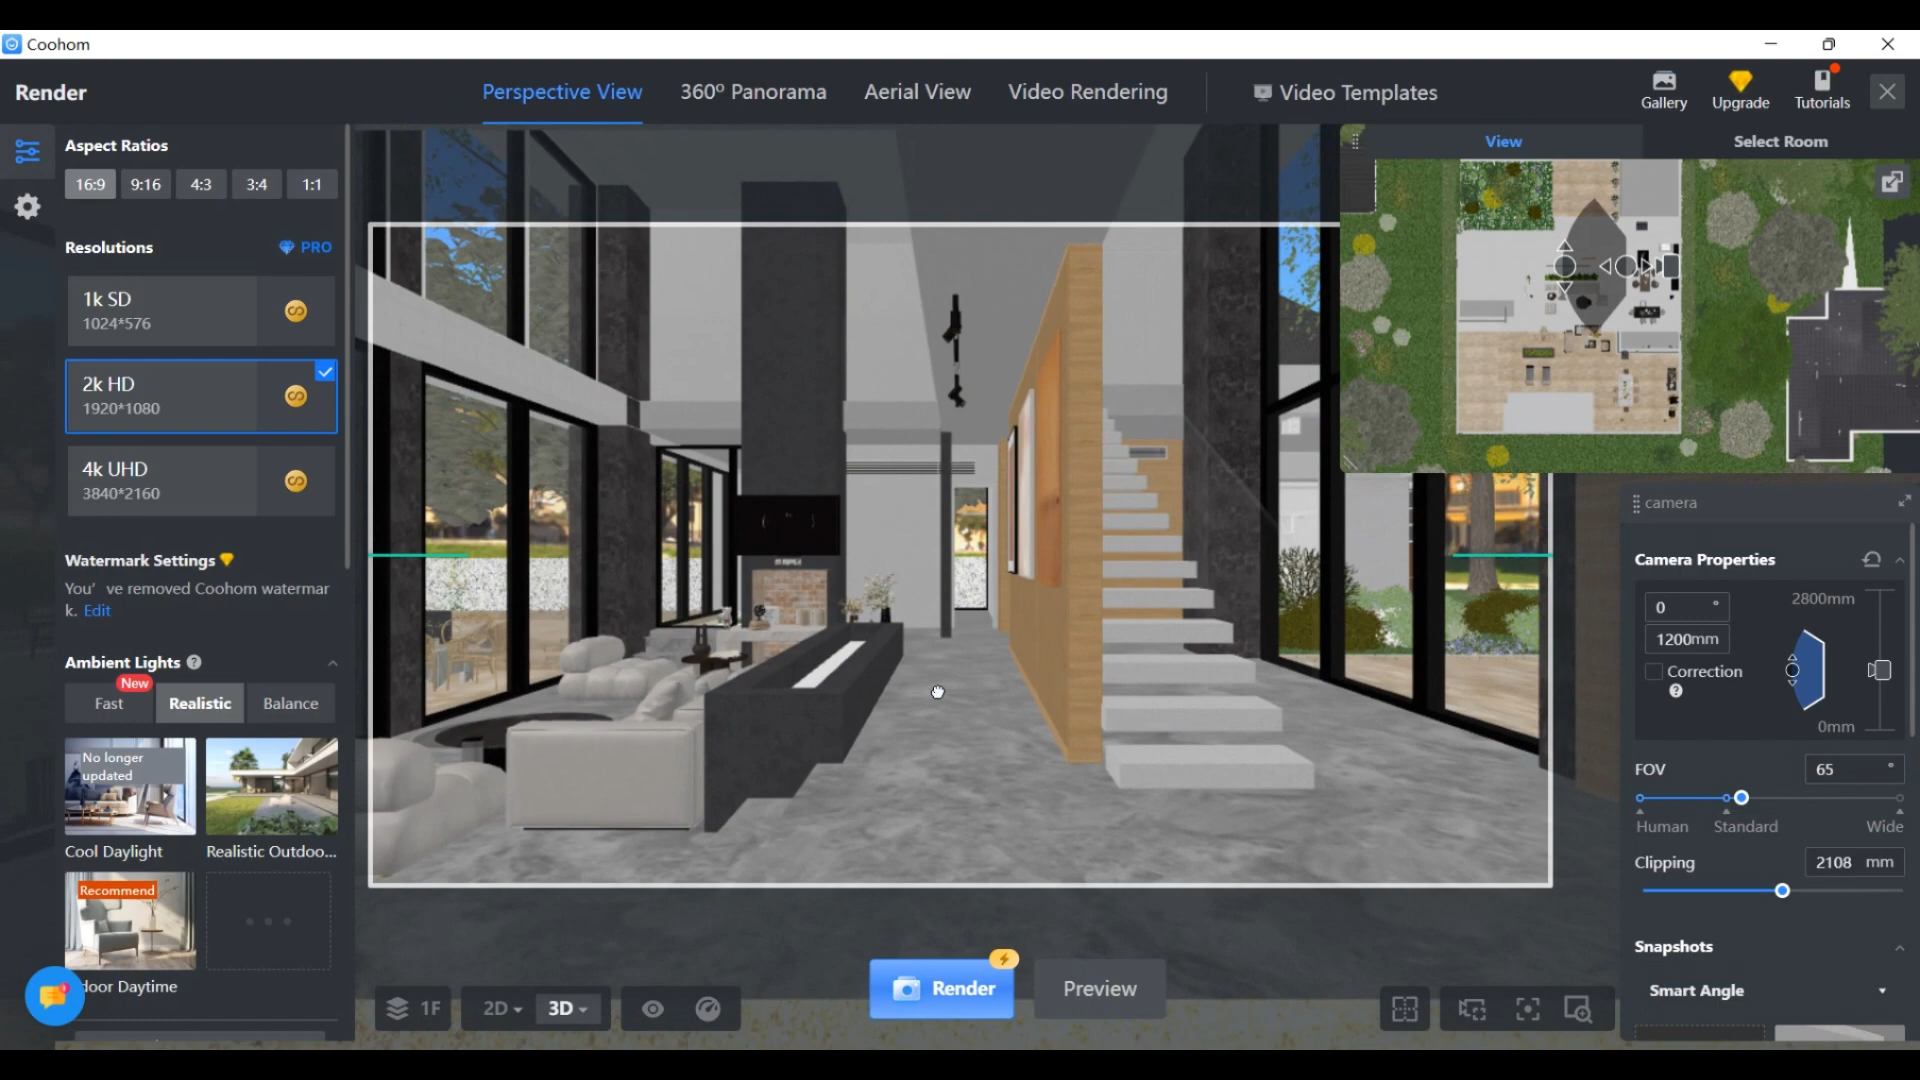 Coohom
Render
Perspective View
360º Panorama
Aerial View
Video Rendering
Video Templates
Gallery
Upgrade
Tutorials
Aspect Ratios
16:9
9:16
4:3
3:4
1:1
Resolutions
PRO
1k SD
1024*576
2k HD
1920*1080
4k UHD
3840*2160
Watermark Settings
You' ve removed Coohom watermar
k. Edit
Ambient Lights ?
New
Fast
Realistic
Balance
No longer
updated
Cool Daylight
Realistic Outdoo...
Recommend
door Daytime
View
Select Room
camera
Camera Properties
0 °
2800mm
1200mm
Correction
?
0mm
FOV
65 °
Human
Standard
Wide
Clipping
2108 mm
Snapshots
Smart Angle
1F
2D
3D
Render
Preview